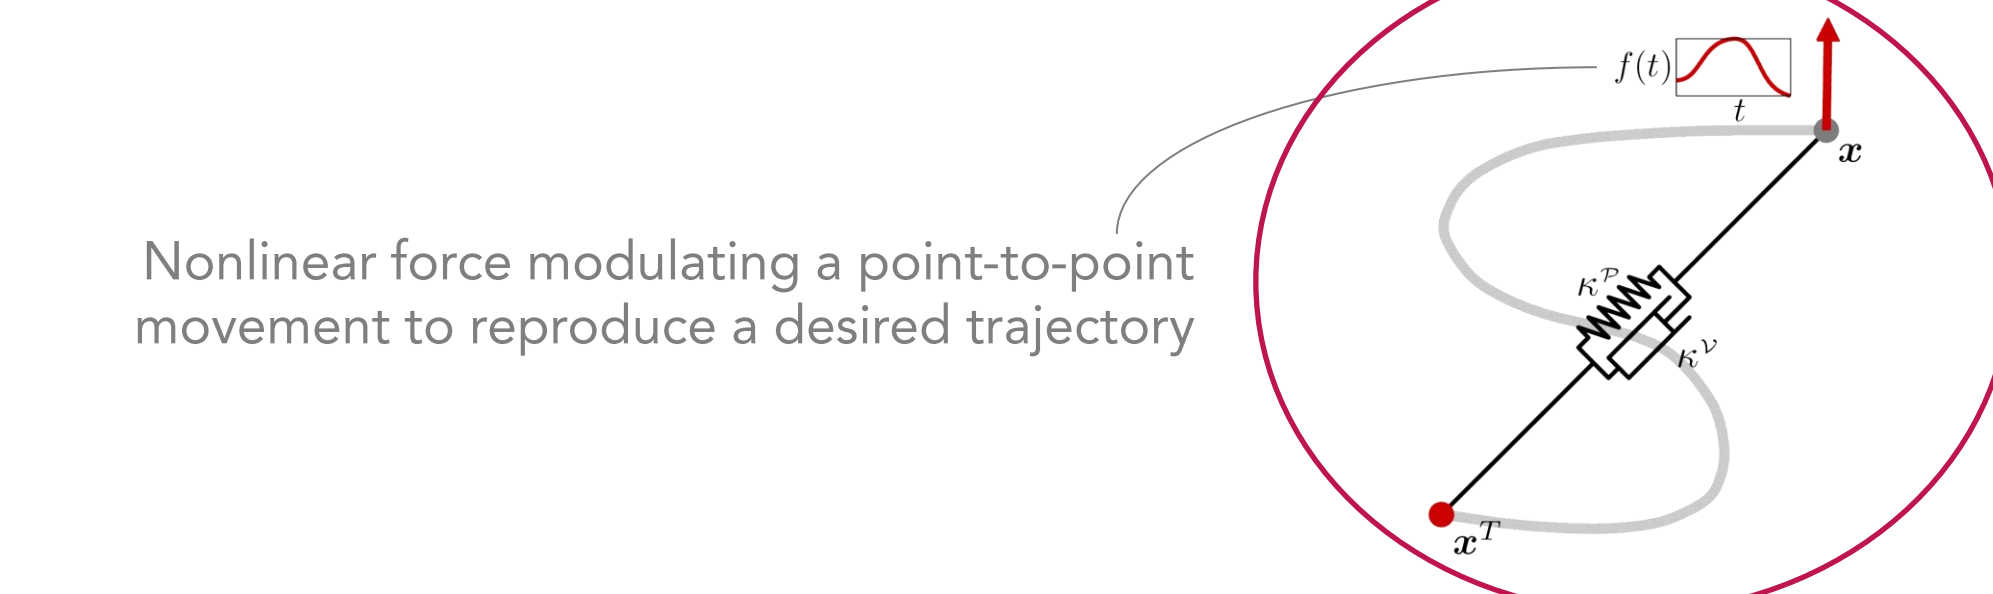 Nonlinear force modulating a point-to-point
movement to reproduce a desired trajectory
f(t)
t
x
κ^𝒫
κ^𝒱
x^T